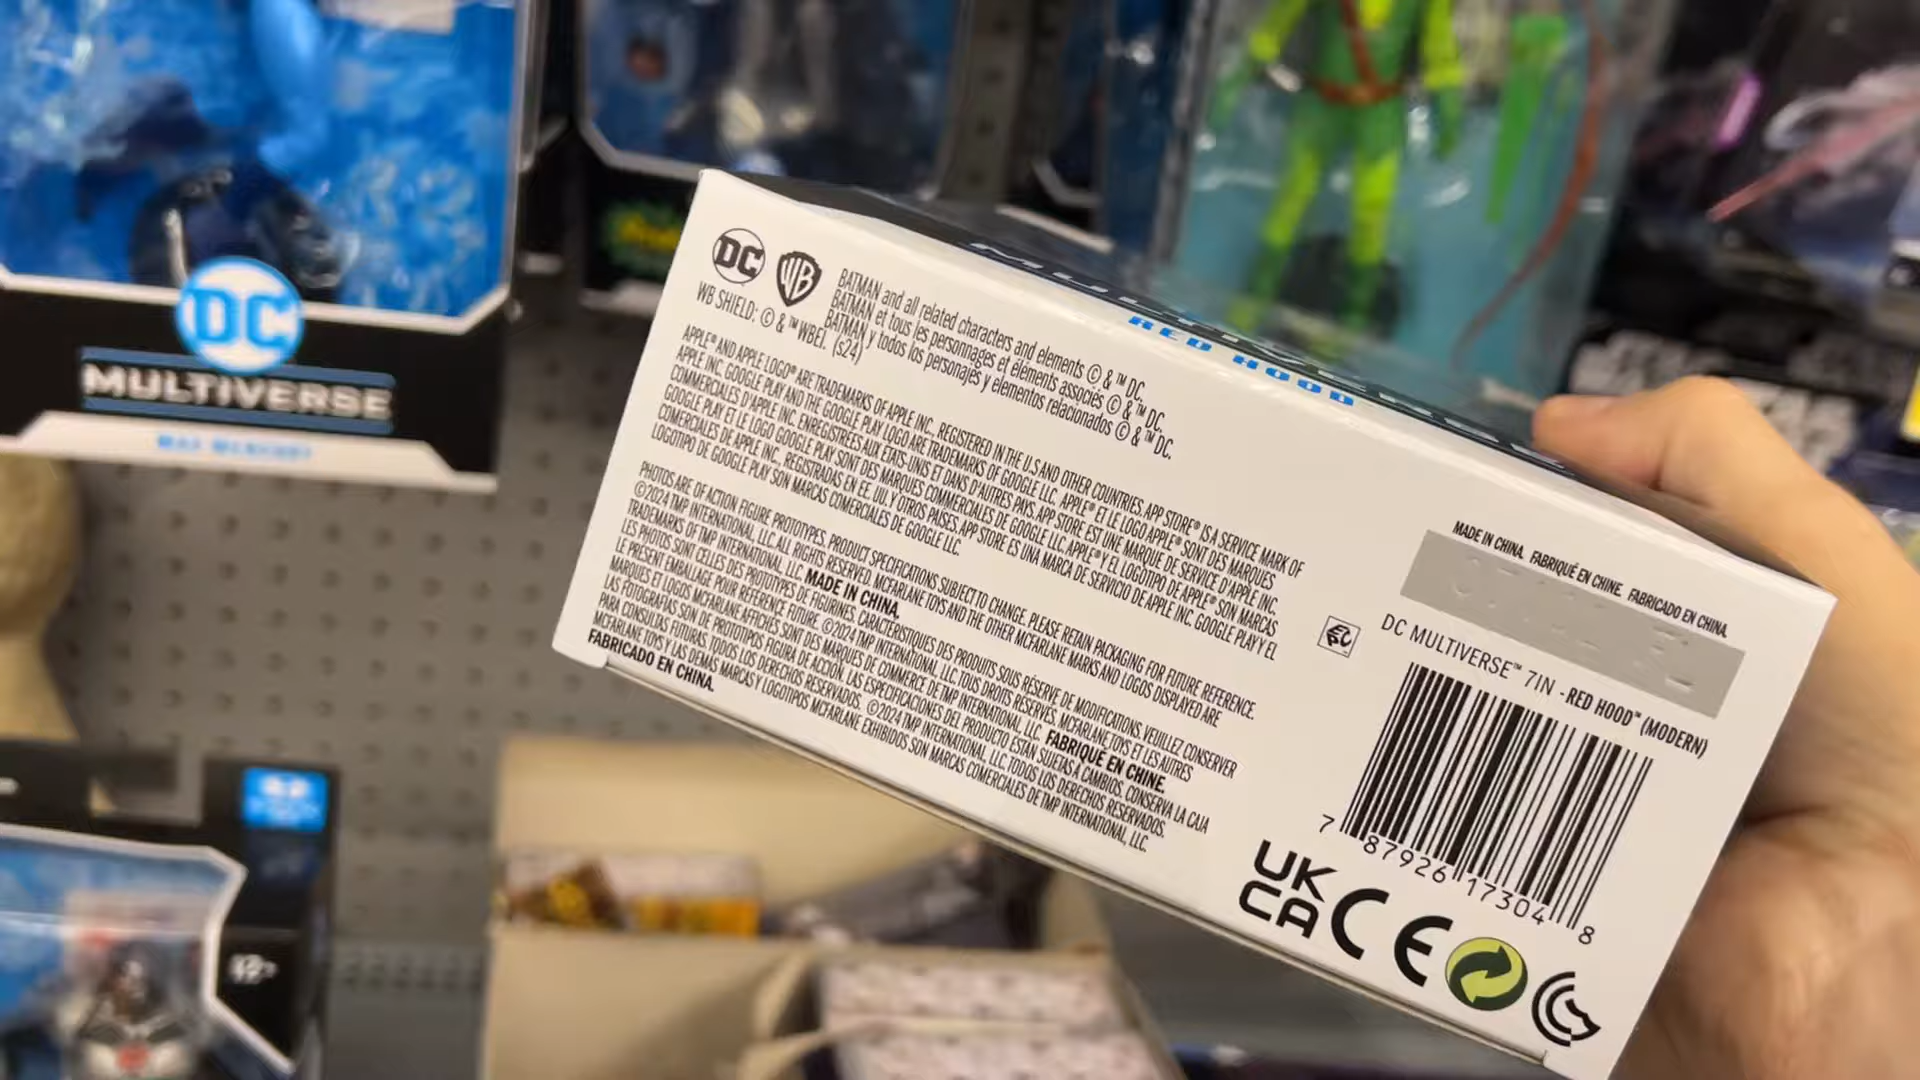 DC
MULTIVERSE
DC WB
WB SHIELD: © & ™ WBEI. (s24)
BATMAN and all related characters and elements © & ™ DC.
BATMAN et tous les personnages et éléments associés © & ™ DC.
BATMAN y todos los personajes y elementos relacionados © & ™ DC.
APPLE® AND APPLE LOGO® ARE TRADEMARKS OF APPLE INC., REGISTERED IN THE U.S AND OTHER COUNTRIES. APP STORE® IS A SERVICE MARK OF
APPLE INC. GOOGLE PLAY AND THE GOOGLE PLAY LOGO ARE TRADEMARKS OF GOOGLE LLC. APPLE® ET LE LOGO APPLE® SONT DES MARQUES
COMMERCIALES D'APPLE INC. ENREGISTRÉES AUX ETATS-UNIS ET DANS D'AUTRES PAYS. APP STORE EST UNE MARQUE DE SERVICE D'APPLE INC.
GOOGLE PLAY ET LE LOGO GOOGLE PLAY SONT DES MARQUES COMMERCIALES DE GOOGLE LLC. APPLE® Y EL LOGOTIPO DE APPLE® SON MARCAS
COMERCIALES DE APPLE INC. REGISTRADAS EN EE. UU. Y OTROS PAÍSES. APP STORE ES UNA MARCA DE SERVICIO DE APPLE INC. GOOGLE PLAY Y EL
LOGOTIPO DE GOOGLE PLAY SON MARCAS COMERCIALES DE GOOGLE LLC.
PHOTOS ARE OF ACTION FIGURE PROTOTYPES. PRODUCT SPECIFICATIONS SUBJECT TO CHANGE. PLEASE RETAIN PACKAGING FOR FUTURE REFERENCE.
©2024 TMP INTERNATIONAL, LLC. ALL RIGHTS RESERVED. MCFARLANE TOYS AND THE OTHER MCFARLANE MARKS AND LOGOS DISPLAYED ARE
TRADEMARKS OF TMP INTERNATIONAL, LLC. MADE IN CHINA.
LES PHOTOS SONT CELLES DES PROTOTYPES DE FIGURINES. CARACTÉRISTIQUES DES PRODUITS SOUS RÉSERVE DE MODIFICATIONS. VEUILLEZ CONSERVER
LE PRÉSENT EMBALLAGE POUR RÉFÉRENCE FUTURE. ©2024 TMP INTERNATIONAL, LLC. TOUS DROITS RÉSERVÉS. MCFARLANE TOYS ET LES AUTRES
MARQUES ET LOGOS MCFARLANE AFFICHÉS SONT DES MARQUES DE COMMERCE DE TMP INTERNATIONAL, LLC. FABRIQUÉ EN CHINE.
LAS FOTOGRAFÍAS SON DE PROTOTIPOS DE FIGURA DE ACCIÓN. LAS ESPECIFICACIONES DEL PRODUCTO ESTÁN SUJETAS A CAMBIOS. CONSERVA LA CAJA
PARA CONSULTAS FUTURAS. TODOS LOS DERECHOS RESERVADOS. ©2024 TMP INTERNATIONAL, LLC. TODOS LOS DERECHOS RESERVADOS.
MCFARLANE TOYS Y LAS DEMÁS MARCAS Y LOGOTIPOS MCFARLANE EXHIBIDOS SON MARCAS COMERCIALES DE TMP INTERNATIONAL, LLC.
FABRICADO EN CHINA.
MULTIVERSE
RED HOOD
MADE IN CHINA. FABRIQUÉ EN CHINE. FABRICADO EN CHINA.
DC MULTIVERSE™ 7IN - RED HOOD™ (MODERN)
7 87926 17304 8
UK
CA CE
12+